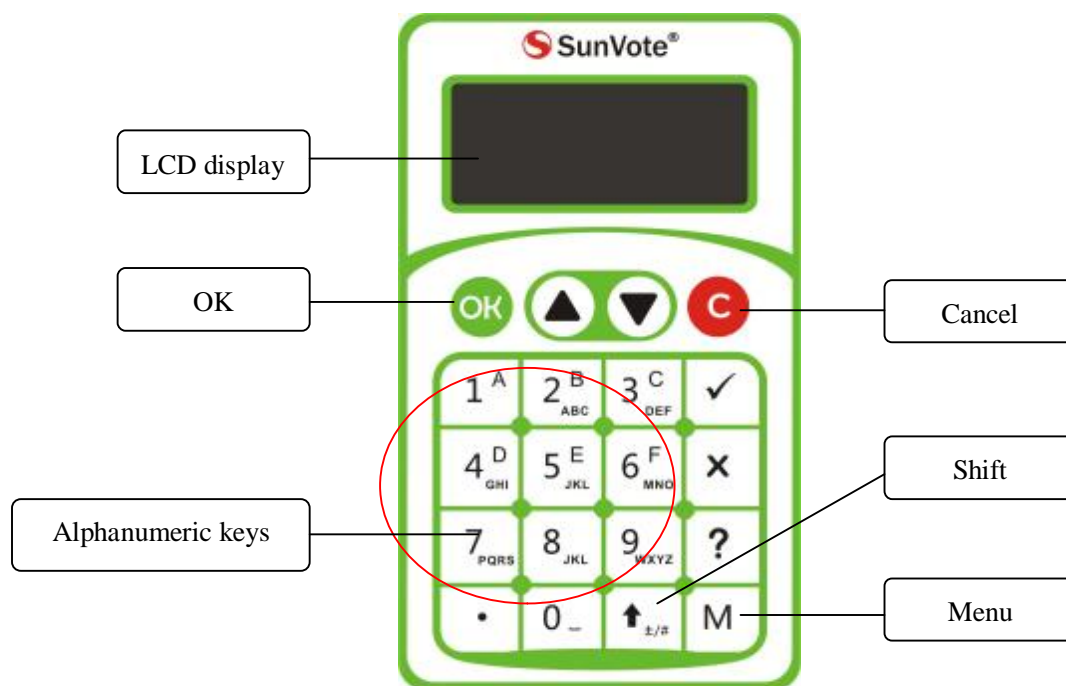 SunVote®
LCD display
OK
OK
C
Cancel
1 A
2 B ABC
3 C DEF
✓
4 D GHI
5 E JKL
6 F MNO
×
Shift
Alphanumeric keys
7 PQRS
8 JKL
9 WXYZ
?
•
0 _
±/#
M
Menu